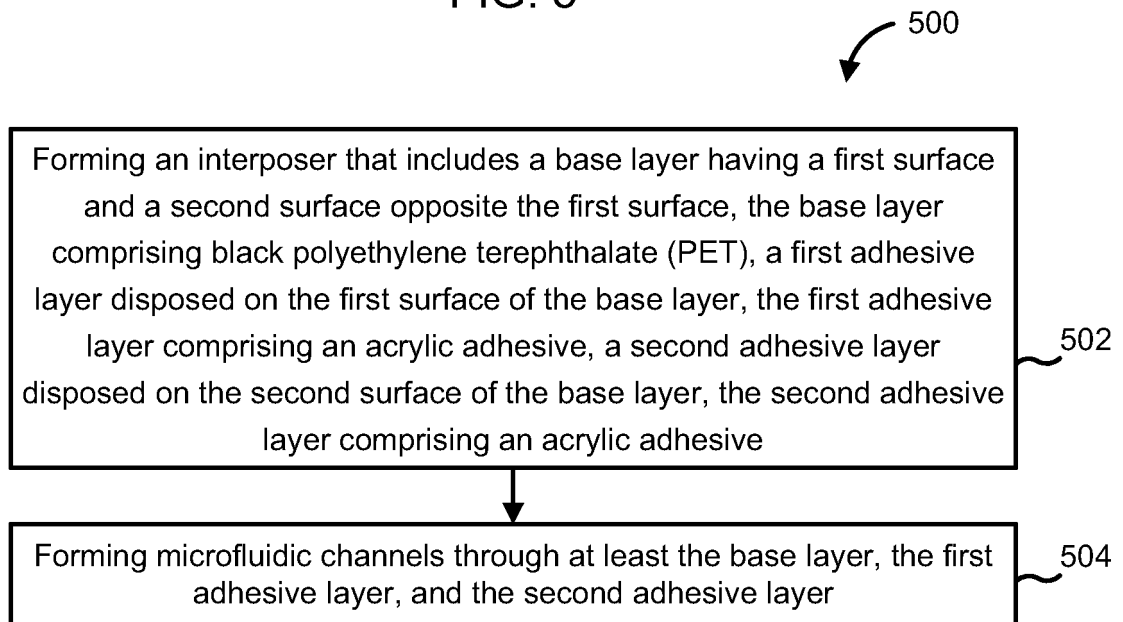 FIG.
500
Forming an interposer that includes a base layer having a first surface
and a second surface opposite the first surface, the base layer
comprising black polyethylene terephthalate (PET), a first adhesive
layer disposed on the first surface of the base layer, the first adhesive
layer comprising an acrylic adhesive, a second adhesive layer
disposed on the second surface of the base layer, the second adhesive
layer comprising an acrylic adhesive
502
Forming microfluidic channels through at least the base layer, the first
adhesive layer, and the second adhesive layer
504